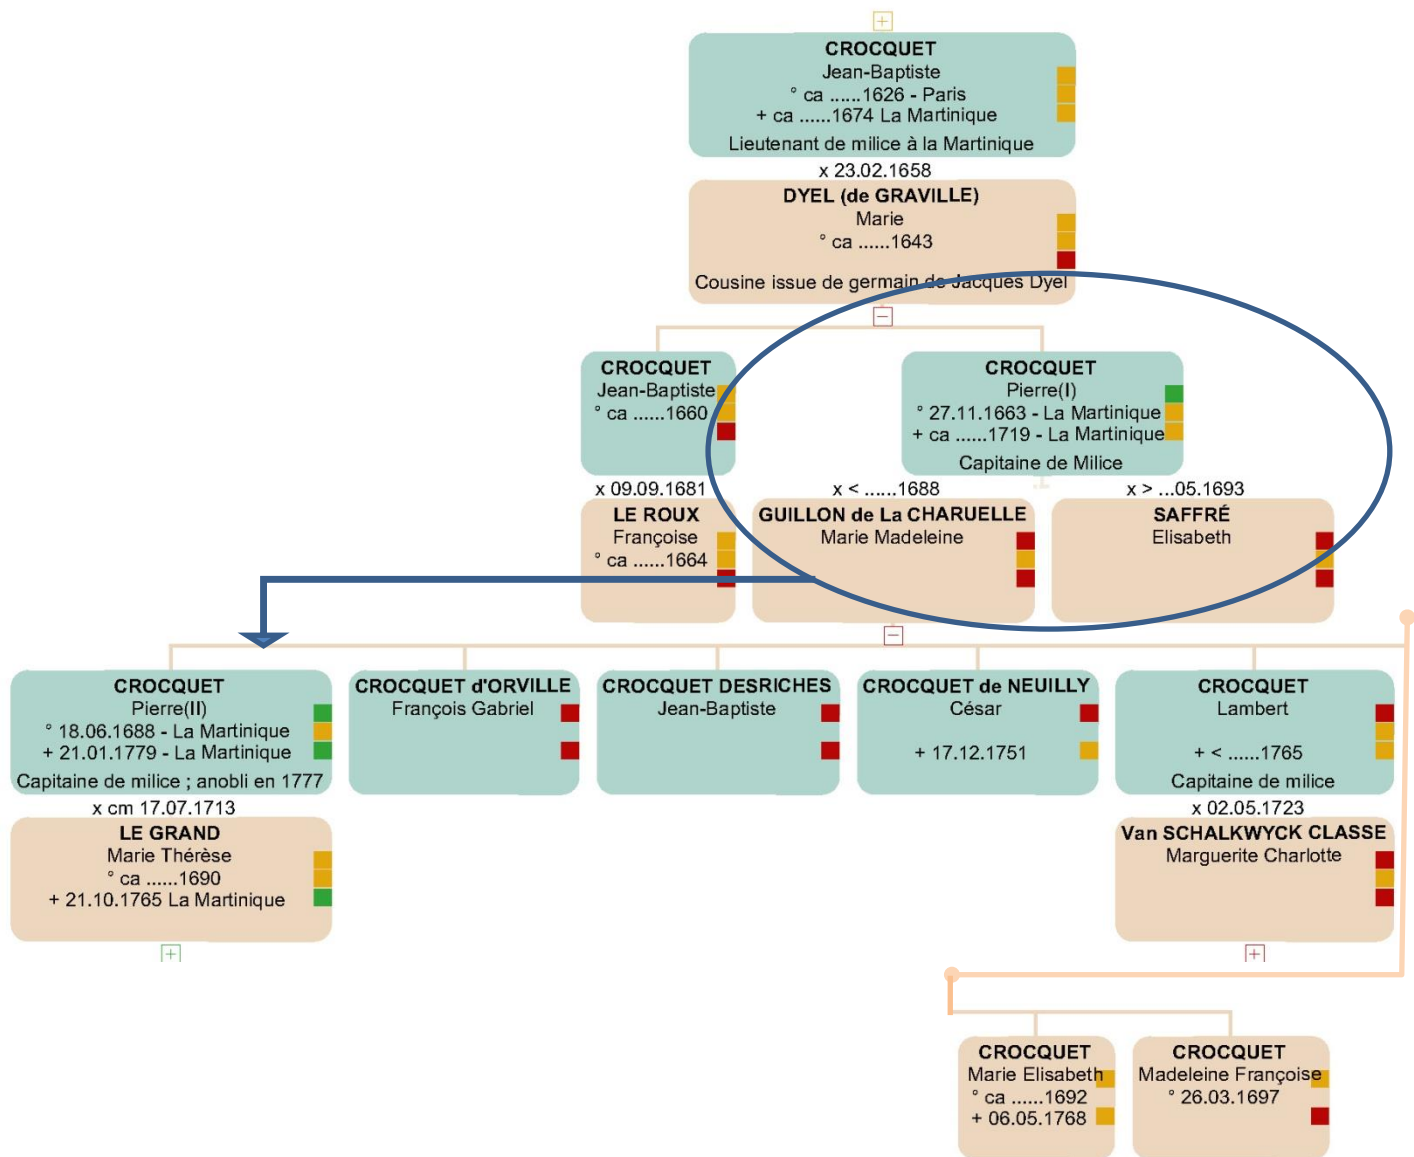 CROCQUET
Jean-Baptiste
° ca ......1626 - Paris
+ ca ......1674 La Martinique
Lieutenant de milice à la Martinique
x 23.02.1658
DYEL (de GRAVILLE)
Marie
° ca ......1643
Cousine issue de germain de Jacques Dyel
CROCQUET
Jean-Baptiste
° ca ......1660
x 09.09.1681
LE ROUX
Françoise
° ca ......1664
CROCQUET
Pierre(I)
° 27.11.1663 - La Martinique
+ ca ......1719 - La Martinique
Capitaine de Milice
x < ......1688
GUILLON de La CHARUELLE
Marie Madeleine
x > ...05.1693
SAFFRÉ
Elisabeth
CROCQUET
Pierre(II)
° 18.06.1688 - La Martinique
+ 21.01.1779 - La Martinique
Capitaine de milice ; anobli en 1777
x cm 17.07.1713
LE GRAND
Marie Thérèse
° ca ......1690
+ 21.10.1765 La Martinique
CROCQUET d'ORVILLE
François Gabriel
CROCQUET DESRICHES
Jean-Baptiste
CROCQUET de NEUILLY
César
+ 17.12.1751
CROCQUET
Lambert
+ < ......1765
Capitaine de milice
x 02.05.1723
Van SCHALKWYCK CLASSE
Marguerite Charlotte
CROCQUET
Marie Elisabeth
° ca ......1692
+ 06.05.1768
CROCQUET
Madeleine Françoise
° 26.03.1697